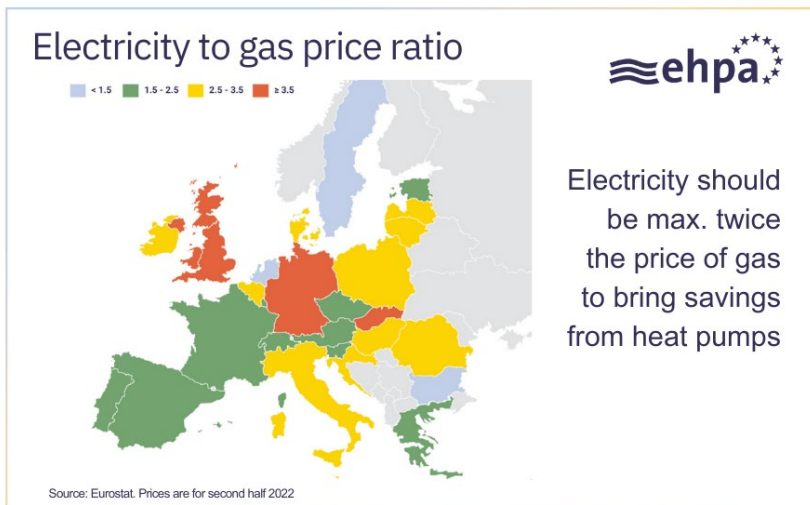 Electricity to gas price ratio
< 1.5 1.5 - 2.5 2.5 - 3.5 ≥ 3.5
ehpa
Electricity should
be max. twice
the price of gas
to bring savings
from heat pumps
Source: Eurostat. Prices are for second half 2022